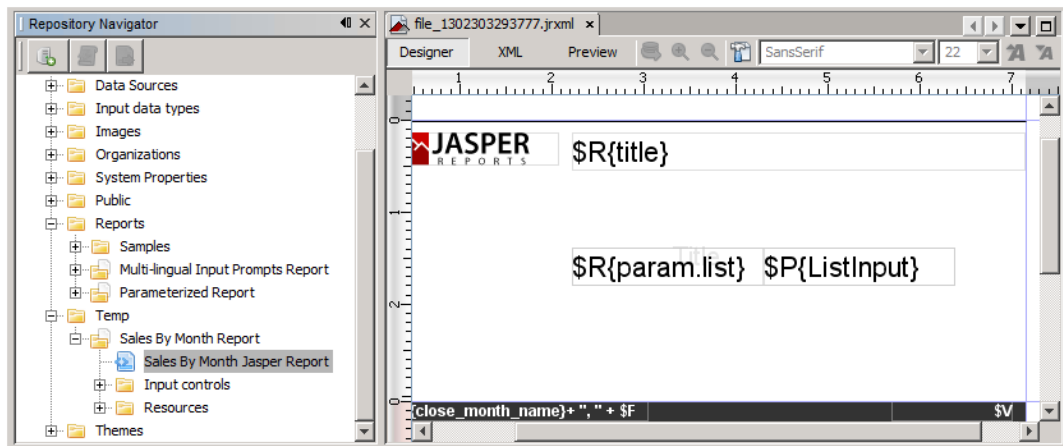 Repository Navigator
Data Sources
Input data types
Images
Organizations
System Properties
Public
Reports
Samples
Multi-lingual Input Prompts Report
Parameterized Report
Temp
Sales By Month Report
Sales By Month Jasper Report
Input controls
Resources
Themes
file_1302303293777.jrxml
Designer XML Preview SansSerif 22
1 2 3 4 5 6 7
0
JASPER
REPORTS
$R{title}
1
Title
$R{param.list} $P{ListInput}
2
0
{close_month_name}+ ", " + $F $V